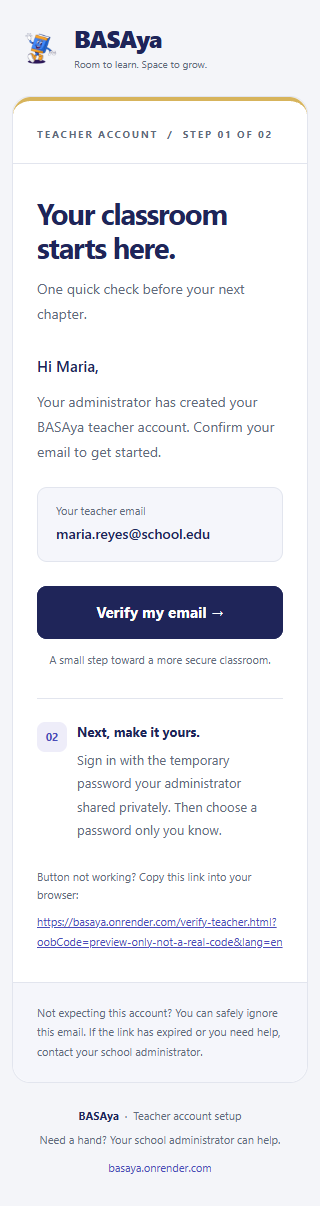 BASAya
Room to learn. Space to grow.
TEACHER ACCOUNT / STEP 01 OF 02
Your classroom
starts here.
One quick check before your next
chapter.
Hi Maria,
Your administrator has created your
BASAya teacher account. Confirm your
email to get started.
Your teacher email
maria.reyes@school.edu
Verify my email →
A small step toward a more secure classroom.
02
Next, make it yours.
Sign in with the temporary
password your administrator
shared privately. Then choose a
password only you know.
Button not working? Copy this link into your
browser:
https://basaya.onrender.com/verify-teacher.html?
oobCode=preview-only-not-a-real-code&lang=en
Not expecting this account? You can safely ignore
this email. If the link has expired or you need help,
contact your school administrator.
BASAya · Teacher account setup
Need a hand? Your school administrator can help.
basaya.onrender.com